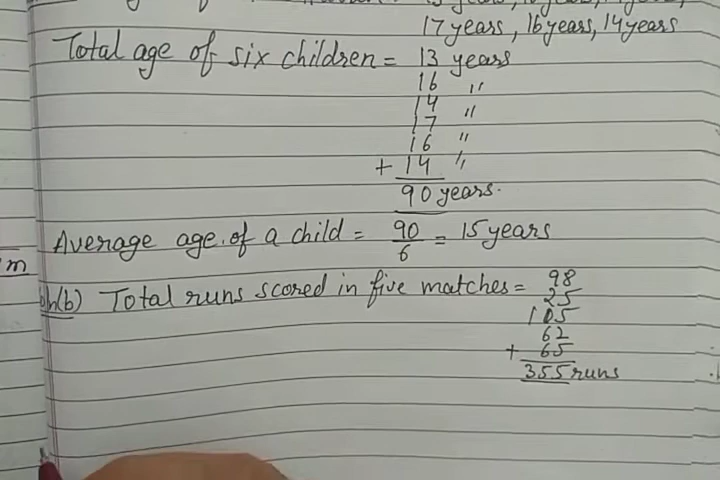 17 years, 16 years, 14 years
Total age of six children = 13 years
16 "
14
17 "
16 "
+ 14 "
90 years.
Average age of a child = 90/6 = 15 years
m
(b) Total runs scored in five matches = 98
25
105
62
+ 65
355 runs